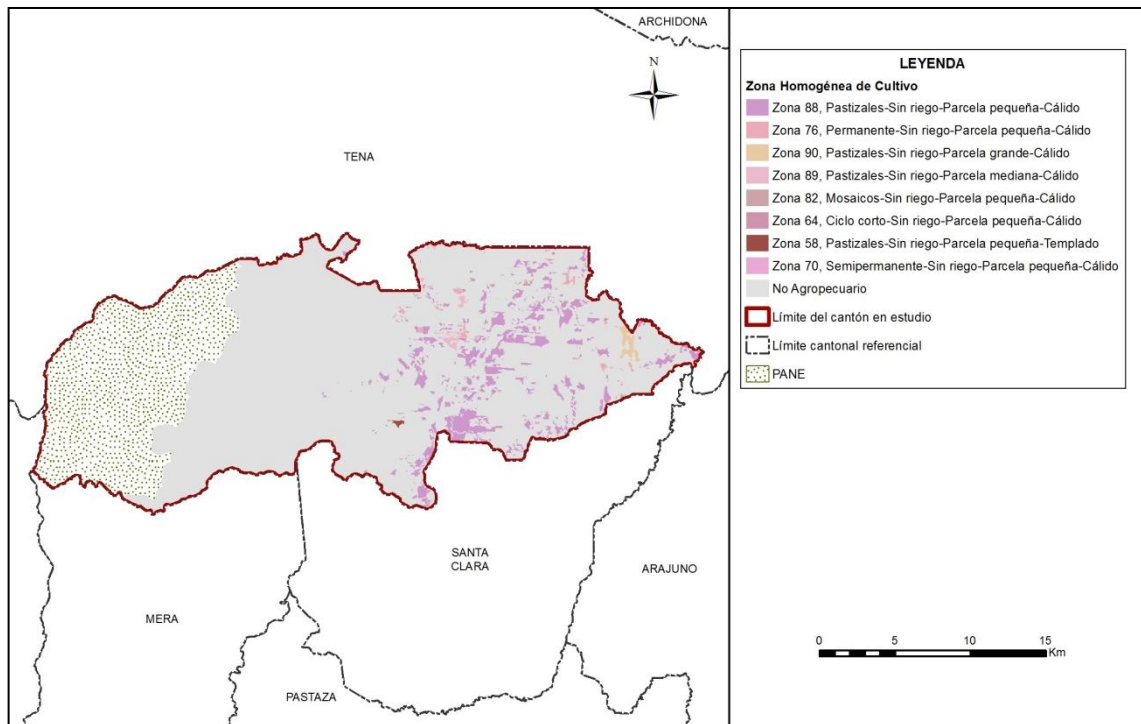 ARCHIDONA
N
TENA
SANTA
CLARA
ARAJUNO
MERA
PASTAZA
LEYENDA
Zona Homogénea de Cultivo
Zona 88, Pastizales-Sin riego-Parcela pequeña-Cálido
Zona 76, Permanente-Sin riego-Parcela pequeña-Cálido
Zona 90, Pastizales-Sin riego-Parcela grande-Cálido
Zona 89, Pastizales-Sin riego-Parcela mediana-Cálido
Zona 82, Mosaicos-Sin riego-Parcela pequeña-Cálido
Zona 64, Ciclo corto-Sin riego-Parcela pequeña-Cálido
Zona 58, Pastizales-Sin riego-Parcela pequeña-Templado
Zona 70, Semipermanente-Sin riego-Parcela pequeña-Cálido
No Agropecuario
Límite del cantón en estudio
Límite cantonal referencial
PANE
0 5 10 15
Km